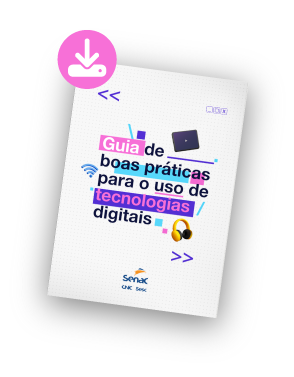 <<
Guia de
boas práticas
para o uso de
tecnologias
digitais
>>
Senac
CNC Sesc